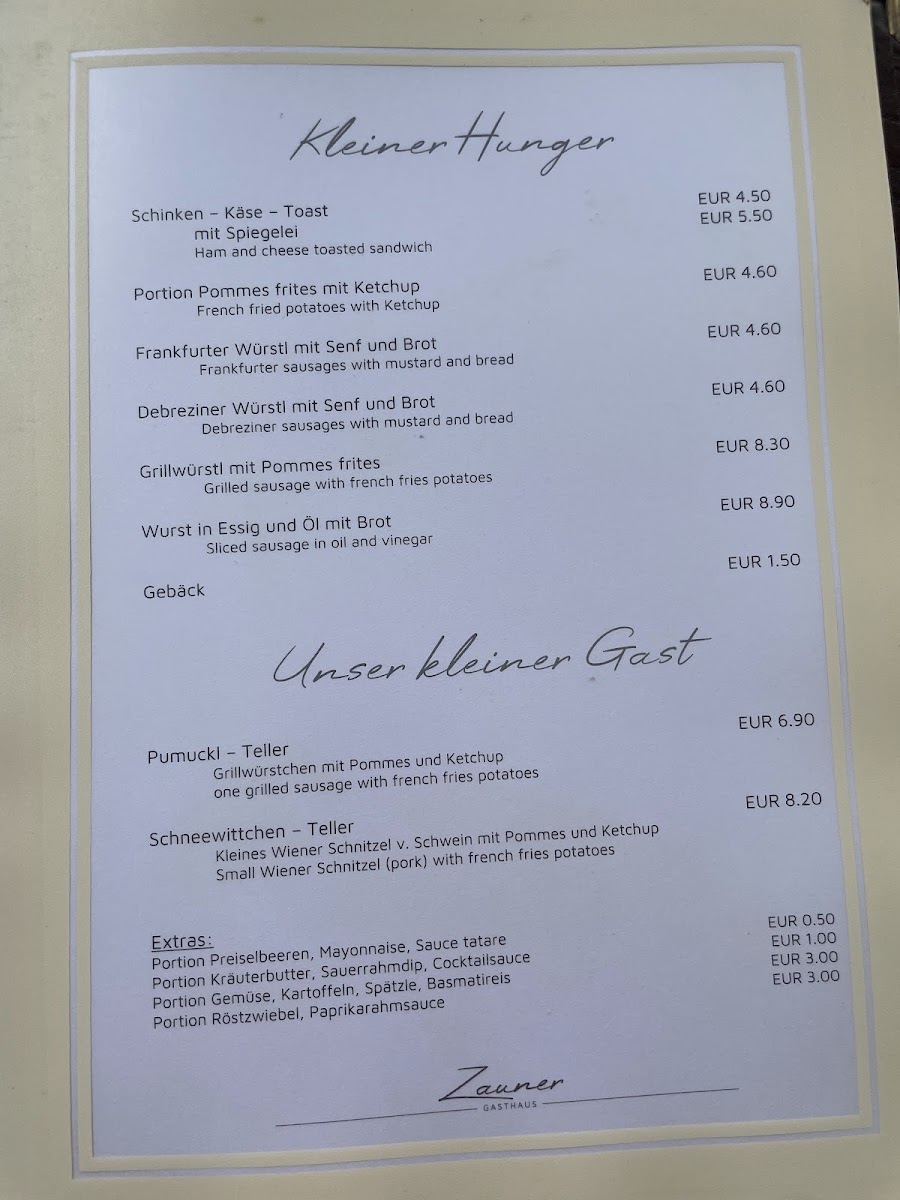 Kleiner Hunger
Schinken – Käse – Toast EUR 4.50
mit Spiegelei EUR 5.50
Ham and cheese toasted sandwich
Portion Pommes frites mit Ketchup EUR 4.60
French fried potatoes with Ketchup
Frankfurter Würstl mit Senf und Brot EUR 4.60
Frankfurter sausages with mustard and bread
Debreziner Würstl mit Senf und Brot EUR 4.60
Debreziner sausages with mustard and bread
Grillwürstl mit Pommes frites EUR 8.30
Grilled sausage with french fries potatoes
Wurst in Essig und Öl mit Brot EUR 8.90
Sliced sausage in oil and vinegar
Gebäck EUR 1.50
Unser kleiner Gast
Pumuckl – Teller EUR 6.90
Grillwürstchen mit Pommes und Ketchup
one grilled sausage with french fries potatoes
Schneewittchen – Teller EUR 8.20
Kleines Wiener Schnitzel v. Schwein mit Pommes und Ketchup
Small Wiener Schnitzel (pork) with french fries potatoes
Extras:
Portion Preiselbeeren, Mayonnaise, Sauce tatare EUR 0.50
Portion Kräuterbutter, Sauerrahmdip, Cocktailsauce EUR 1.00
Portion Gemüse, Kartoffeln, Spätzle, Basmatireis EUR 3.00
Portion Röstzwiebel, Paprikarahmsauce EUR 3.00
Zauner
GASTHAUS